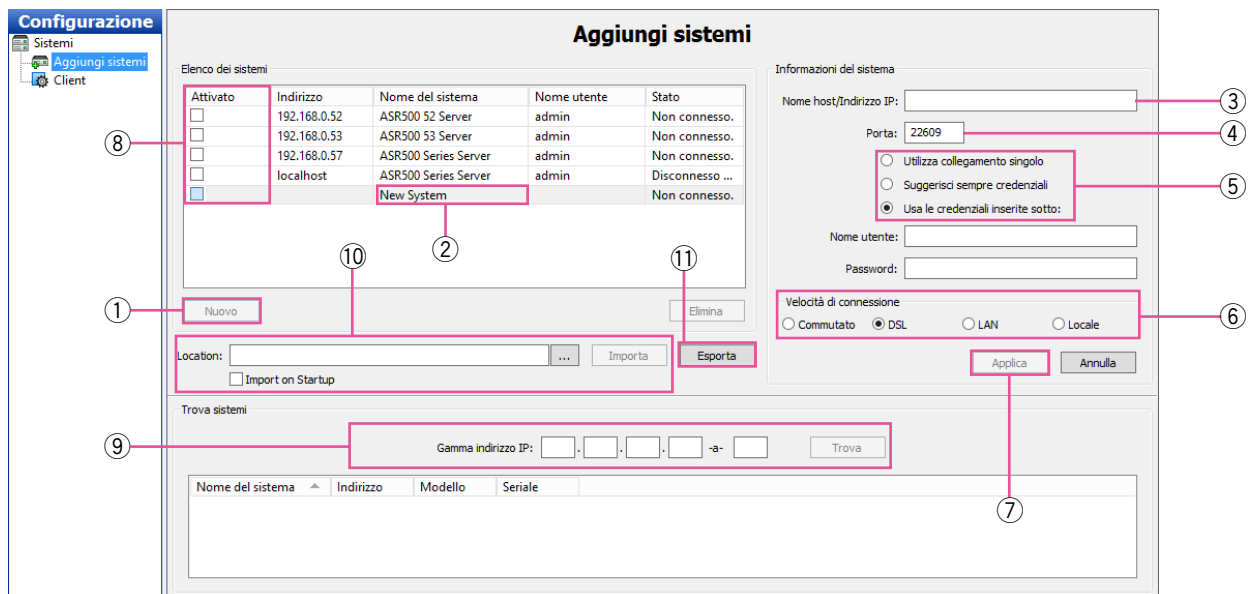 Configurazione
Sistemi
Aggiungi sistemi
Client
Aggiungi sistemi
Elenco dei sistemi
Attivato Indirizzo Nome del sistema Nome utente Stato
192.168.0.52 ASR500 52 Server admin Non connesso.
192.168.0.53 ASR500 53 Server admin Non connesso.
192.168.0.57 ASR500 Series Server admin Non connesso.
localhost ASR500 Series Server admin Disconnesso ...
New System Non connesso.
⑧
②
⑩
⑪
①
Nuovo Elimina
Location: ... Importa Esporta
Import on Startup
Informazioni del sistema
Nome host/Indirizzo IP:
③
Porta: 22609
④
Utilizza collegamento singolo
Suggerisci sempre credenziali
Usa le credenziali inserite sotto:
⑤
Nome utente:
Password:
Velocità di connessione
Commutato DSL LAN Locale
⑥
Applica Annulla
Trova sistemi
⑨
Gamma indirizzo IP: . . . -a- Trova
Nome del sistema Indirizzo Modello Seriale
⑦